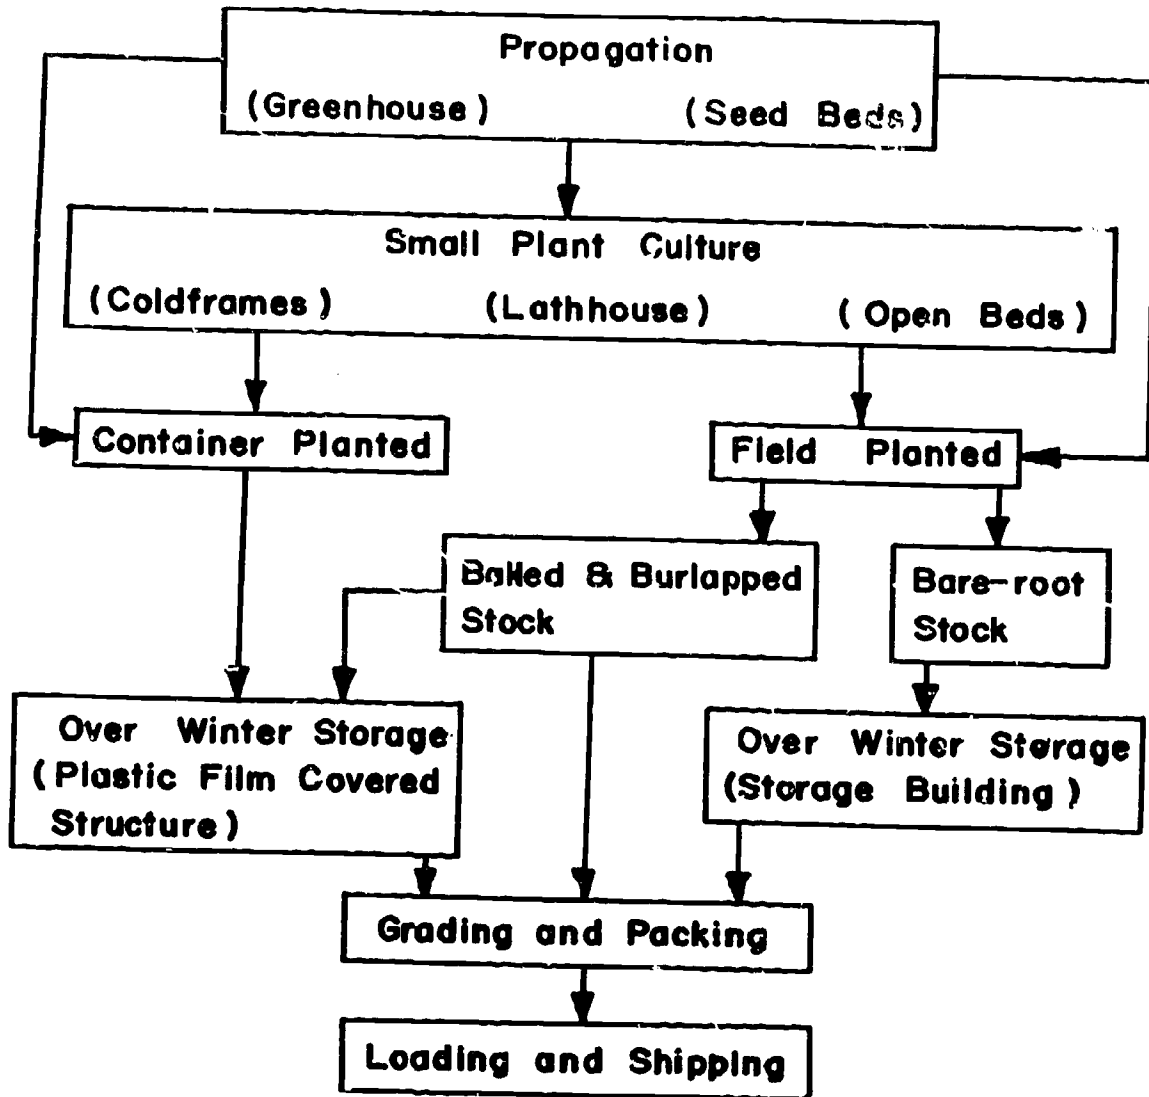 Propagation
(Greenhouse) (Seed Beds)
Small Plant Culture
(Coldframes) (Lathhouse) (Open Beds)
Container Planted
Field Planted
Balled & Burlapped
Stock
Bare-root
Stock
Over Winter Storage
(Plastic Film Covered
Structure)
Over Winter Storage
(Storage Building)
Grading and Packing
Loading and Shipping